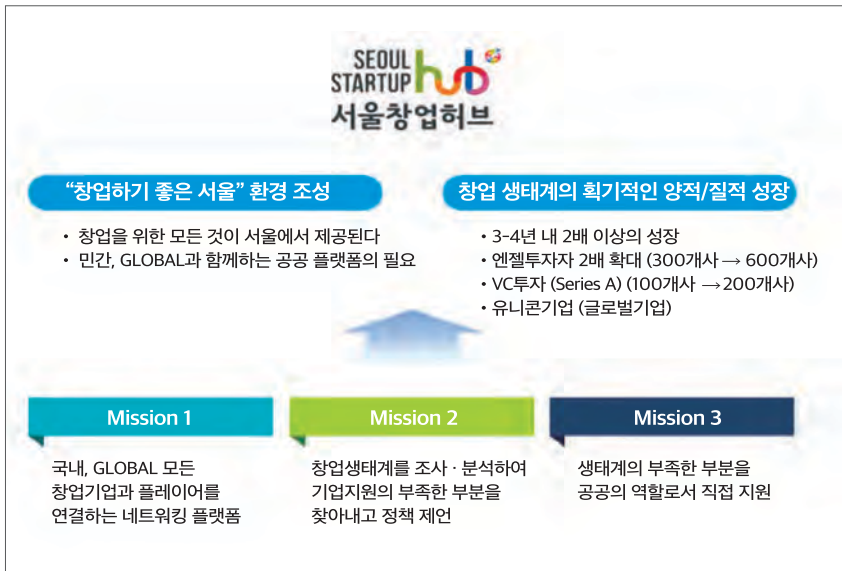 SEOUL
STARTUP hub
서울창업허브
“창업하기 좋은 서울” 환경 조성
• 창업을 위한 모든 것이 서울에서 제공된다
• 민간, GLOBAL과 함께하는 공공 플랫폼의 필요
창업 생태계의 획기적인 양적/질적 성장
• 3-4년 내 2배 이상의 성장
• 엔젤투자자 2배 확대 (300개사 → 600개사)
• VC투자 (Series A) (100개사 → 200개사)
• 유니콘기업 (글로벌기업)
Mission 1
국내, GLOBAL 모든
창업기업과 플레이어를
연결하는 네트워킹 플랫폼
Mission 2
창업생태계를 조사 · 분석하여
기업지원의 부족한 부분을
찾아내고 정책 제언
Mission 3
생태계의 부족한 부분을
공공의 역할로서 직접 지원